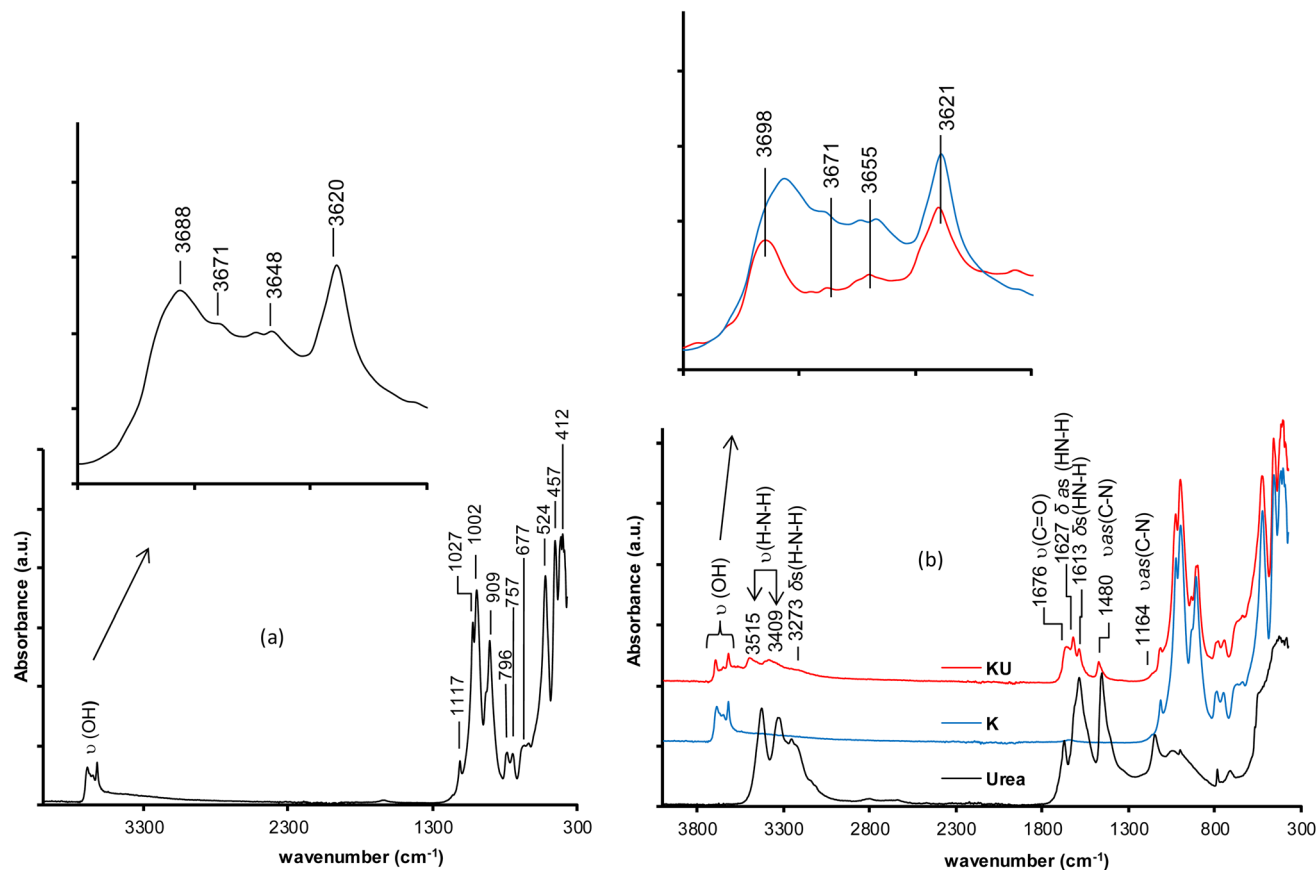 3688
3671
3648
3620
Absorbance (a.u.)
υ (OH)
(a)
1117
1027
1002
909
796
757
677
524
457
412
3300
2300
1300
300
wavenumber (cm-1)
3698
3671
3655
3621
Absorbance (a.u.)
υ (OH)
3515
3409
υ(H-N-H)
3273 δs(H-N-H)
(b)
1676 υ(C=O)
1627 δ as (HN-H)
1613 δs(HN-H)
1480 υas(C-N)
1164 υas(C-N)
KU
K
Urea
3800
3300
2800
2300
1800
1300
800
300
wavenumber (cm-1)